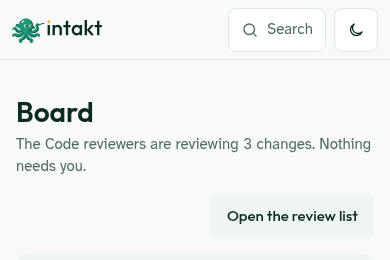 intakt
Search
Board
The Code reviewers are reviewing 3 changes. Nothing
needs you.
Open the review list